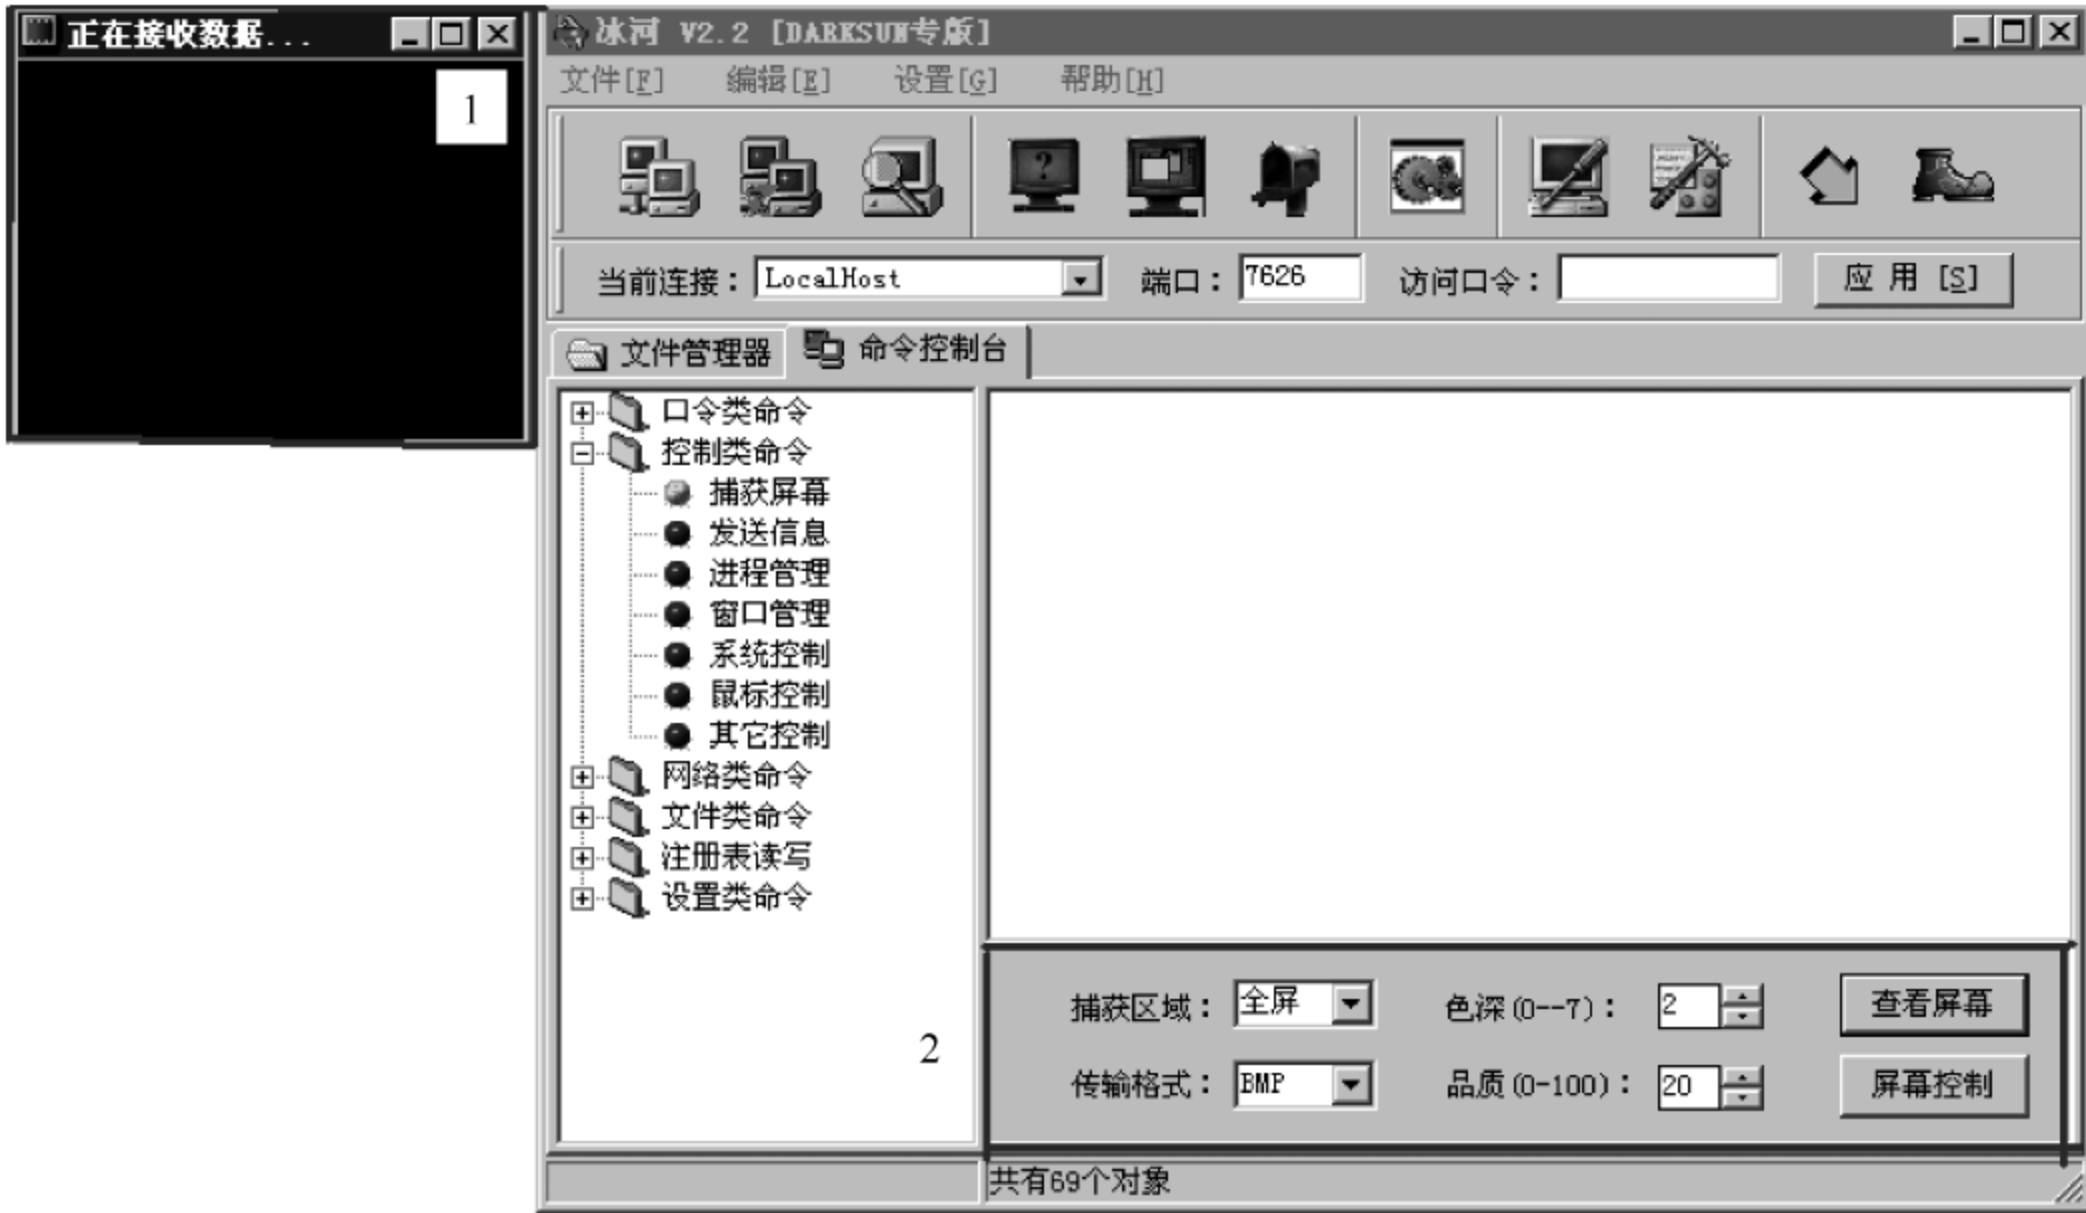 正在接收数据...
1
冰河 V2.2 [DARKSUN专版]
文件[F] 编辑[E] 设置[G] 帮助[H]
?
当前连接： LocalHost 端口： 7626 访问口令： 应 用 [S]
文件管理器 命令控制台
口令类命令
控制类命令
捕获屏幕
发送信息
进程管理
窗口管理
系统控制
鼠标控制
其它控制
网络类命令
文件类命令
注册表读写
设置类命令
2
捕获区域： 全屏 色深(0--7)： 2 查看屏幕
传输格式： BMP 品质(0-100)： 20 屏幕控制
共有69个对象